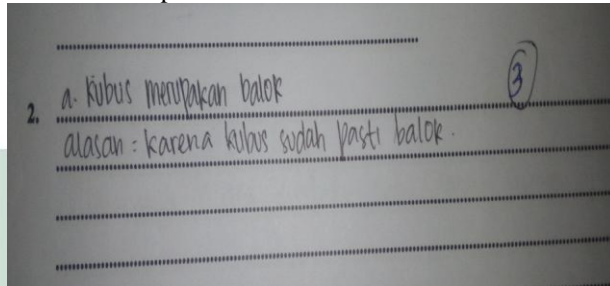 2. a. Kubus merupakan balok
3
alasan : karena kubus sudah pasti balok.